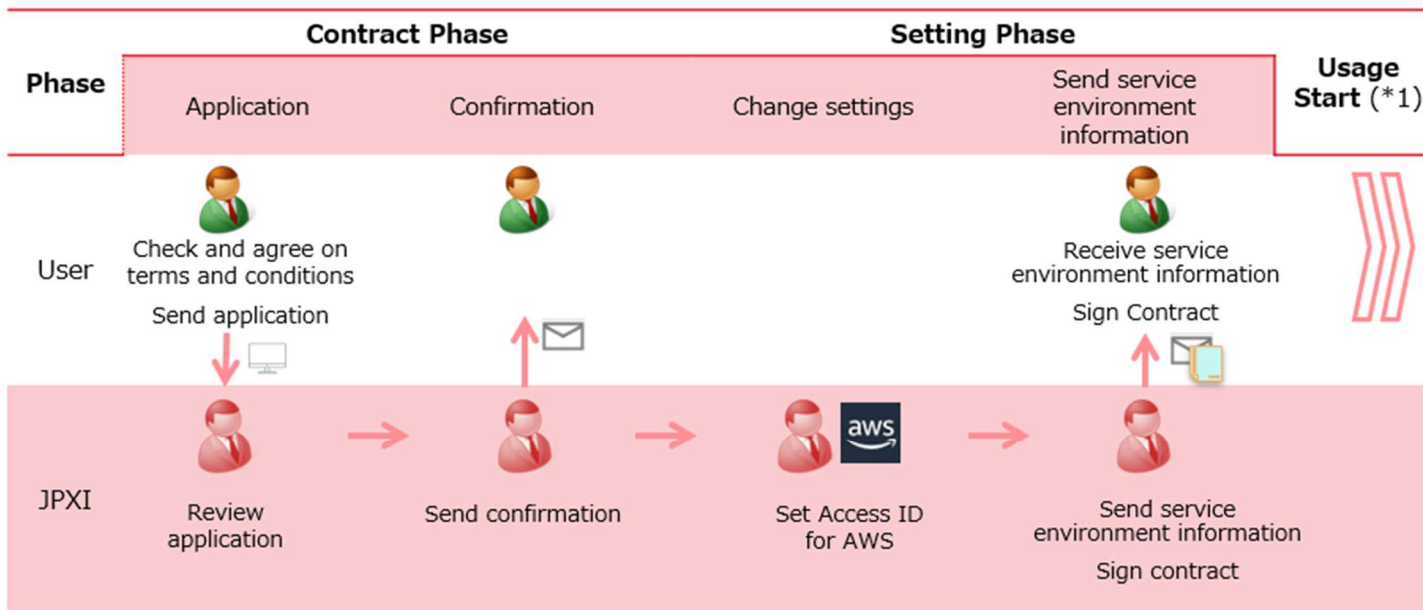 Contract Phase
Setting Phase
Phase
Application
Confirmation
Change settings
Send service
environment
information
Usage
Start (*1)
User
Check and agree on
terms and conditions
Send application
Receive service
environment information
Sign Contract
JPXI
Review
application
Send confirmation
aws
Set Access ID
for AWS
Send service
environment information
Sign contract